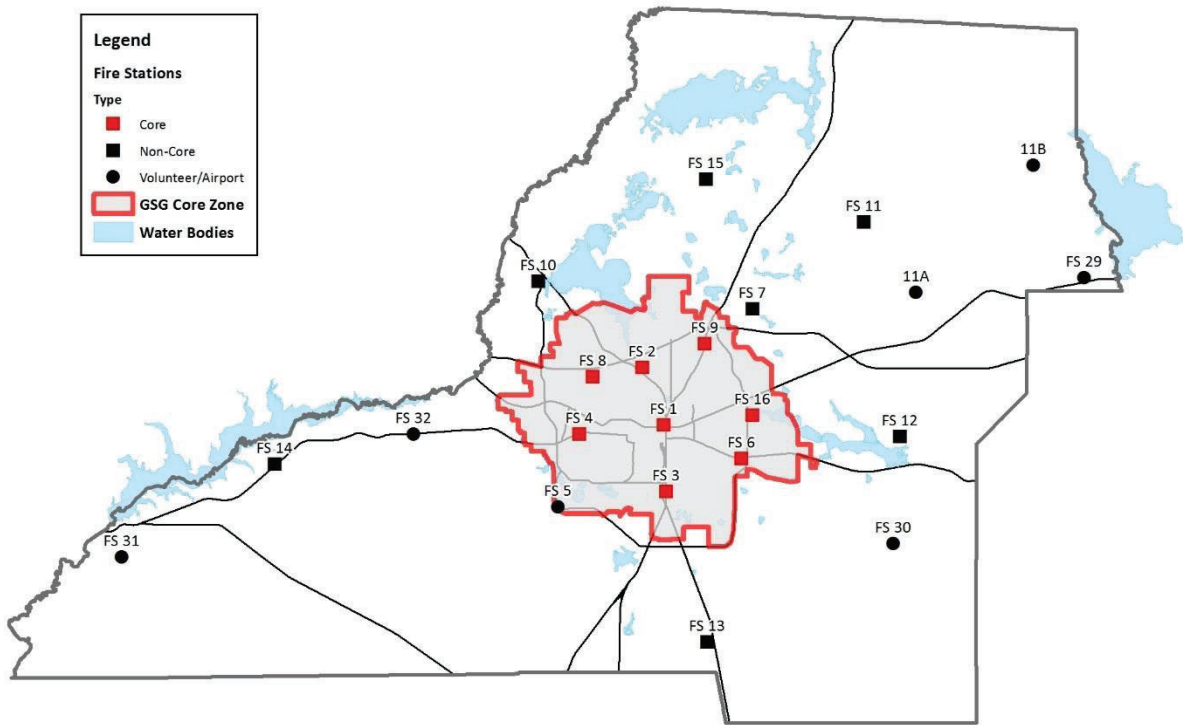 Legend
Fire Stations
Type
Core
Non-Core
Volunteer/Airport
GSG Core Zone
Water Bodies
11B
FS 15
FS 11
FS 29
FS 10
11A
FS 7
FS 9
FS 2
FS 8
FS 16
FS 1
FS 32
FS 4
FS 12
FS 14
FS 6
FS 3
FS 5
FS 30
FS 31
FS 13